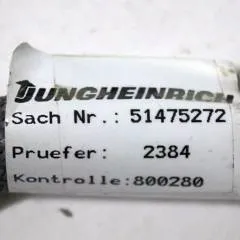 JUNGHEINRICH
Sach Nr.: 51475272
Pruefer: 2384
Kontrolle:800280